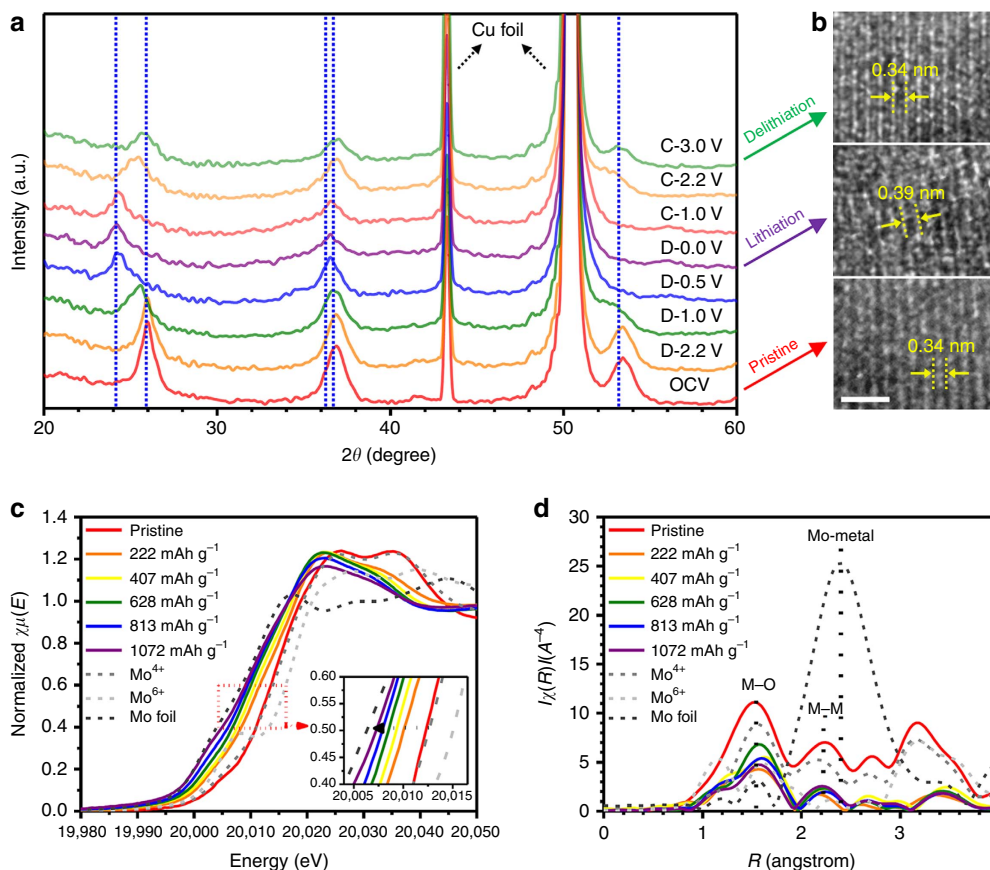 a
Cu foil
C-3.0 V
C-2.2 V
C-1.0 V
D-0.0 V
D-0.5 V
D-1.0 V
D-2.2 V
OCV
Intensity (a.u.)
20
30
40
50
60
2θ (degree)
Delithiation
Lithiation
Pristine
b
0.34 nm
0.39 nm
0.34 nm
c
1.4
1.2
1.0
0.8
0.6
0.4
0.2
0.0
Normalized χμ(E)
Pristine
222 mAh g⁻¹
407 mAh g⁻¹
628 mAh g⁻¹
813 mAh g⁻¹
1072 mAh g⁻¹
Mo⁴⁺
Mo⁶⁺
Mo foil
0.60
0.55
0.50
0.45
0.40
20,005
20,010
20,015
19,980
19,990
20,000
20,010
20,020
20,030
20,040
20,050
Energy (eV)
d
30
25
20
15
10
5
0
Iχ(R)I(A⁻⁴)
Pristine
222 mAh g⁻¹
407 mAh g⁻¹
628 mAh g⁻¹
813 mAh g⁻¹
1072 mAh g⁻¹
Mo⁴⁺
Mo⁶⁺
Mo foil
Mo-metal
M–O
M–M
0
1
2
3
R (angstrom)